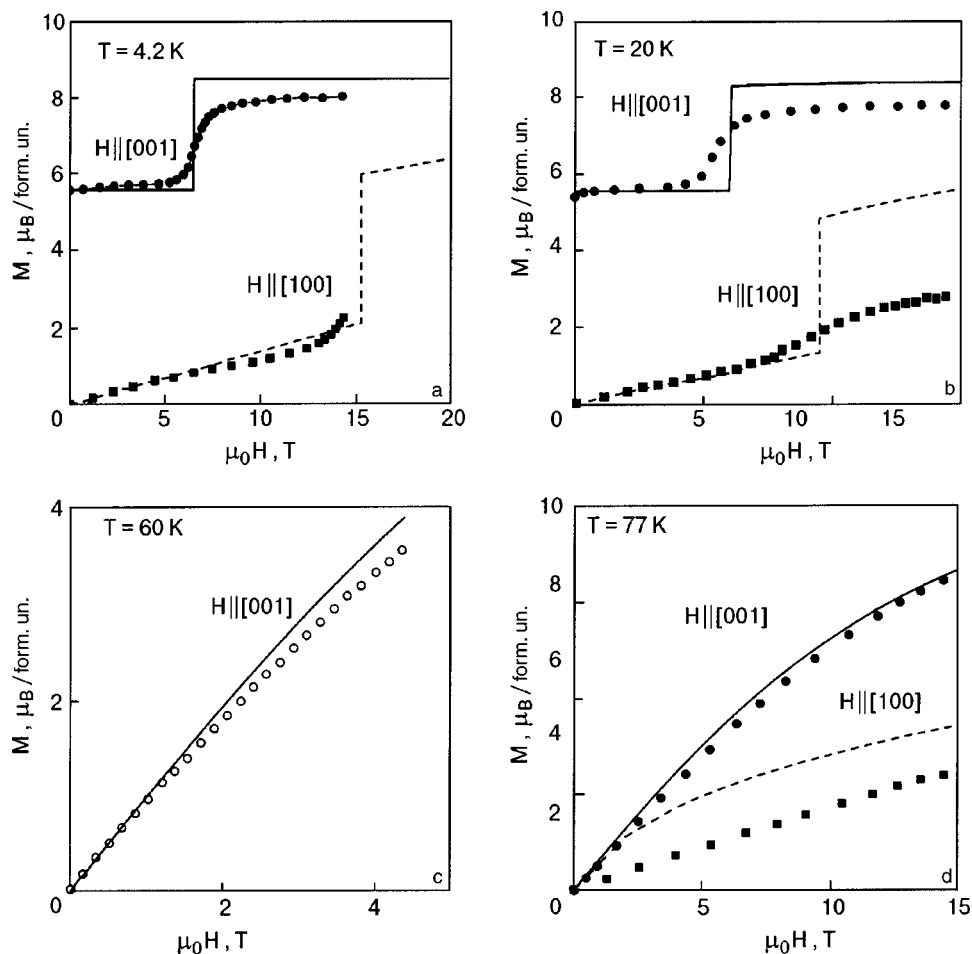 10
8
6
4
2
0
M , μB / form. un.
T = 4.2 K
H||[001]
H||[100]
a
5
10
15
20
μ0H , T
10
8
6
4
2
0
M , μB / form. un.
T = 20 K
H||[001]
H||[100]
b
5
10
15
μ0H , T
4
2
0
M , μB / form. un.
T = 60 K
H||[001]
c
2
4
μ0H , T
10
8
6
4
2
0
M , μB / form. un.
T = 77 K
H||[001]
H||[100]
d
5
10
15
μ0H , T